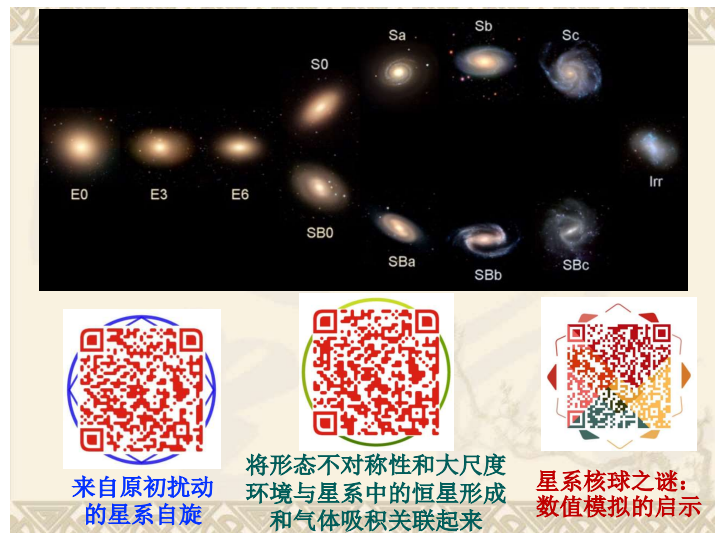 Sa
Sb
Sc
S0
E0
E3
E6
Irr
SB0
SBa
SBb
SBc
来自原初扰动
的星系自旋
将形态不对称性和大尺度
环境与星系中的恒星形成
和气体吸积关联起来
星系核球之谜:
数值模拟的启示